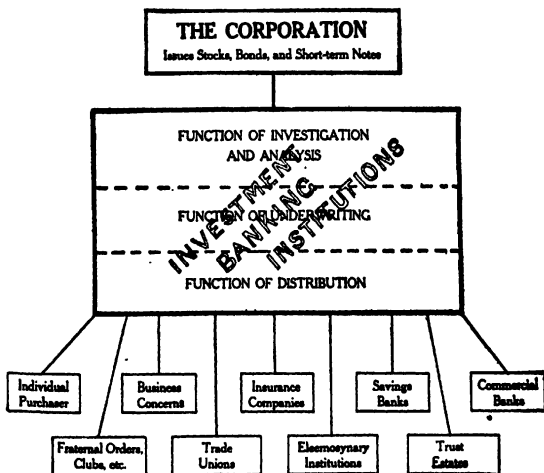 THE CORPORATION
Issues Stocks, Bonds, and Short-term Notes
FUNCTION OF INVESTIGATION
AND ANALYSIS
FUNCTION OF UNDERWRITING
FUNCTION OF DISTRIBUTION
INVESTMENT
BANKING
INSTITUTIONS
Individual
Purchaser
Business
Concerns
Insurance
Companies
Savings
Banks
Commercial
Banks
Fraternal Orders,
Clubs, etc.
Trade
Unions
Eleemosynary
Institutions
Trust
Estates